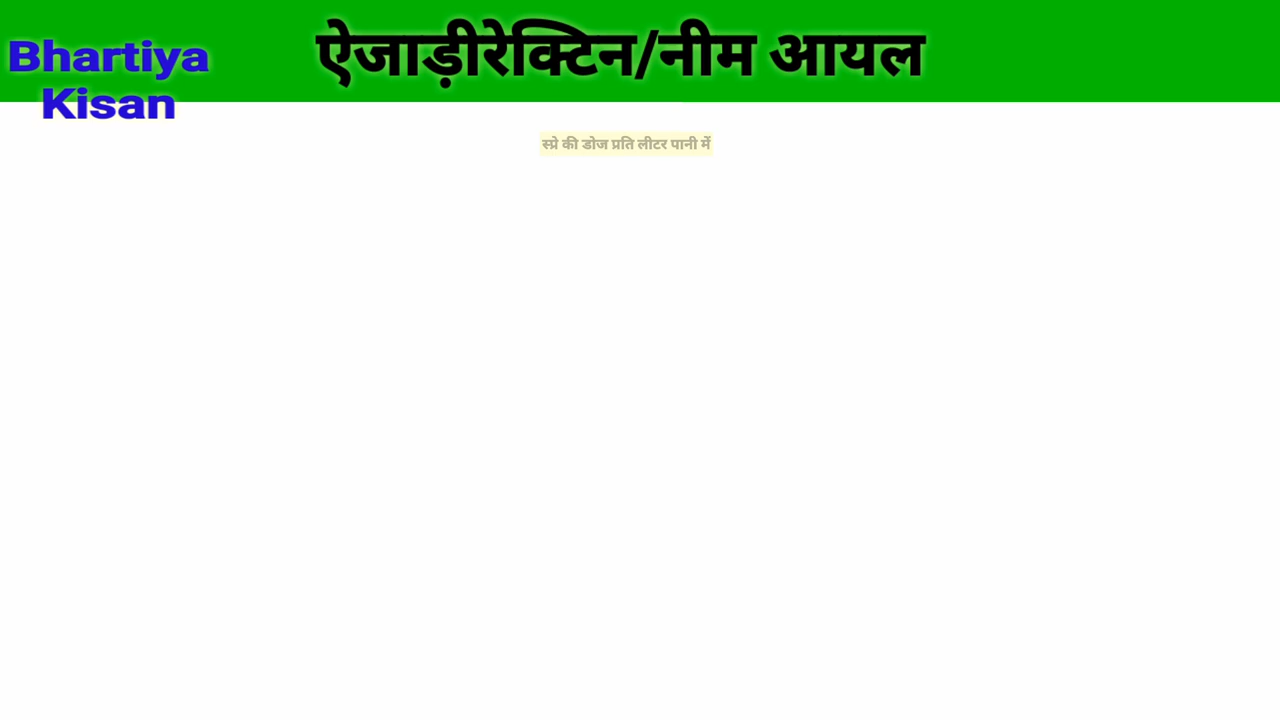 ऐजाड़ीरेक्टिन/नीम आयल
Bhartiya
Kisan
स्प्रे की डोज प्रति लीटर पानी में